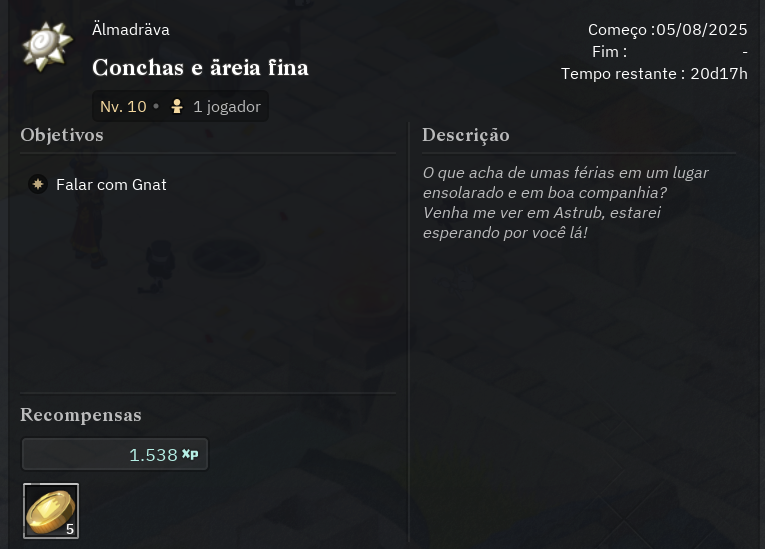 Älmadräva
Conchas e äreia fina
Nv. 10 • 1 jogador
Começo :05/08/2025
Fim : -
Tempo restante : 20d17h
Objetivos
Falar com Gnat
Descrição
O que acha de umas férias em um lugar
ensolarado e em boa companhia?
Venha me ver em Astrub, estarei
esperando por você lá!
Recompensas
1.538 Xp
5